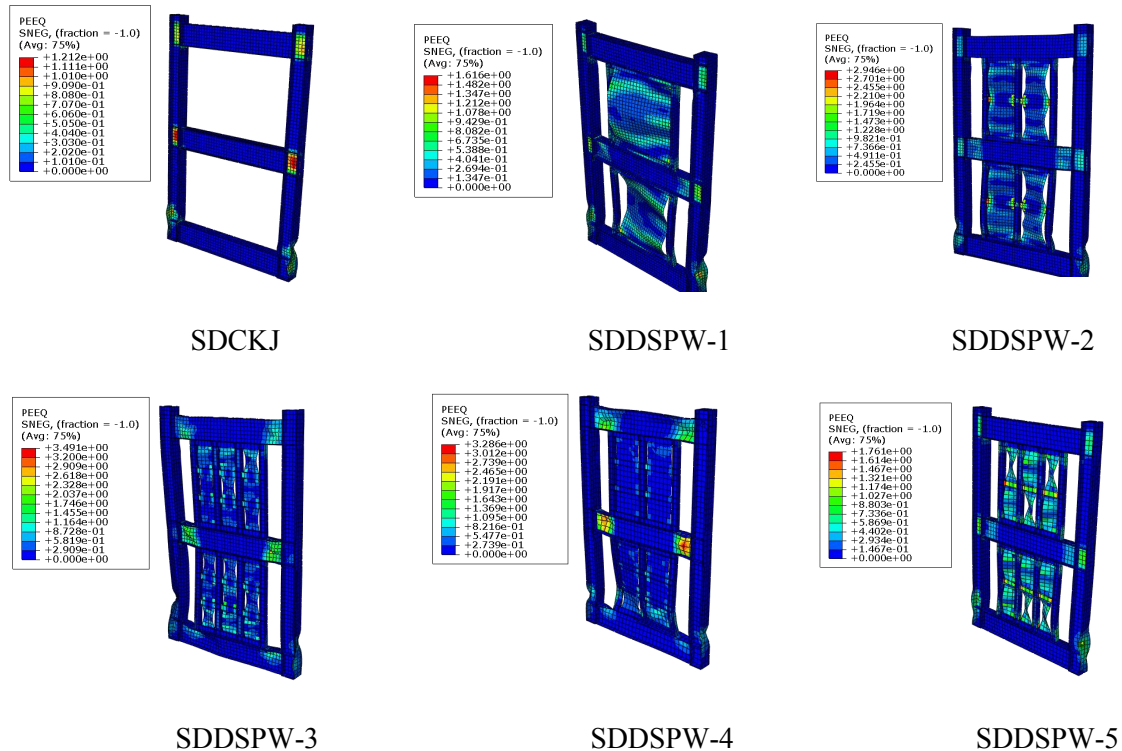 PEEQ
SNEG, (fraction = -1.0)
(Avg: 75%)
+1.212e+00
+1.111e+00
+1.010e+00
+9.090e-01
+8.080e-01
+7.070e-01
+6.060e-01
+5.050e-01
+4.040e-01
+3.030e-01
+2.020e-01
+1.010e-01
+0.000e+00
SDCKJ
PEEQ
SNEG, (fraction = -1.0)
(Avg: 75%)
+1.616e+00
+1.482e+00
+1.347e+00
+1.212e+00
+1.078e+00
+9.429e-01
+8.082e-01
+6.735e-01
+5.388e-01
+4.041e-01
+2.694e-01
+1.347e-01
+0.000e+00
SDDSPW-1
PEEQ
SNEG, (fraction = -1.0)
(Avg: 75%)
+2.946e+00
+2.701e+00
+2.455e+00
+2.210e+00
+1.964e+00
+1.719e+00
+1.473e+00
+1.228e+00
+9.821e-01
+7.366e-01
+4.911e-01
+2.455e-01
+0.000e+00
SDDSPW-2
PEEQ
SNEG, (fraction = -1.0)
(Avg: 75%)
+3.491e+00
+3.200e+00
+2.909e+00
+2.618e+00
+2.328e+00
+2.037e+00
+1.746e+00
+1.455e+00
+1.164e+00
+8.728e-01
+5.819e-01
+2.909e-01
+0.000e+00
SDDSPW-3
PEEQ
SNEG, (fraction = -1.0)
(Avg: 75%)
+3.286e+00
+3.012e+00
+2.739e+00
+2.465e+00
+2.191e+00
+1.917e+00
+1.643e+00
+1.369e+00
+1.095e+00
+8.216e-01
+5.477e-01
+2.739e-01
+0.000e+00
SDDSPW-4
PEEQ
SNEG, (fraction = -1.0)
(Avg: 75%)
+1.761e+00
+1.614e+00
+1.467e+00
+1.321e+00
+1.174e+00
+1.027e+00
+8.803e-01
+7.336e-01
+5.869e-01
+4.402e-01
+2.934e-01
+1.467e-01
+0.000e+00
SDDSPW-5